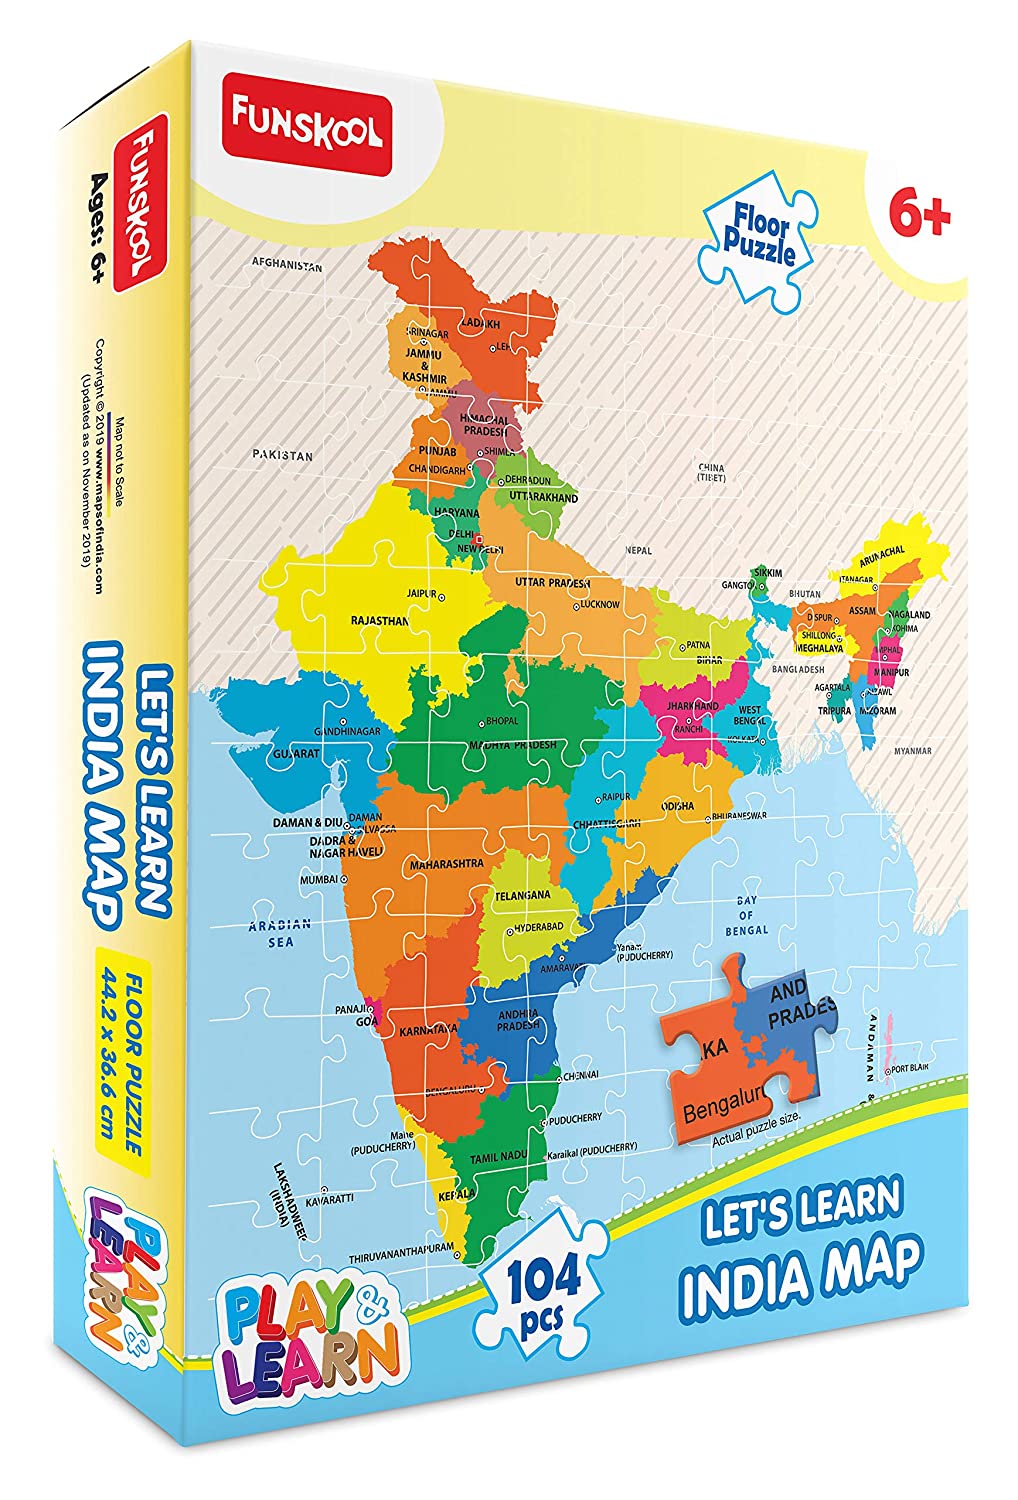 FUNSKOOL
Ages: 6+
Map not to Scale
Copyright © 2019 www.mapsofindia.com
(Updated as on November 2019)
LET'S LEARN
INDIA MAP
FLOOR PUZZLE
44.2 x 36.6 cm
PLAY &
LEARN
FUNSKOOL
Floor
Puzzle
6+
AFGHANISTAN
LADAKH
SRINAGAR
LEH
JAMMU
&
KASHMIR
JAMMU
HIMACHAL
PRADESH
PUNJAB
SHIMLA
PAKISTAN
CHANDIGARH
CHINA
(TIBET)
DEHRADUN
UTTARAKHAND
HARYANA
DELHI
NEW DELHI
NEPAL
ARUNACHAL
SIKKIM
ITANAGAR
GANGTOK
UTTAR PRADESH
JAIPUR
LUCKNOW
BHUTAN
ASSAM
NAGALAND
RAJASTHAN
DISPUR
KOHIMA
SHILLONG
MEGHALAYA
PATNA
BIHAR
IMPHAL
MANIPUR
BANGLADESH
AGARTALA
AIZAWL
JHARKHAND
WEST
BENGAL
TRIPURA
MIZORAM
RANCHI
KOLKATA
GANDHINAGAR
BHOPAL
GUJARAT
MADHYA PRADESH
MYANMAR
RAIPUR
ODISHA
DAMAN & DIU
DAMAN
SILVASSA
CHHATTISGARH
BHUBANESWAR
DADRA &
NAGAR HAVELI
MAHARASHTRA
MUMBAI
TELANGANA
ARABIAN
SEA
HYDERABAD
BAY
OF
BENGAL
AMARAVATI
Yanam
(PUDUCHERRY)
PANAJI
GOA
KARNATAKA
ANDHRA
PRADESH
AND
PRADES
KA
Bengalur
Actual puzzle size.
ANDAMAN &
PORT BLAIR
BENGALURU
CHENNAI
Mahe
(PUDUCHERRY)
PUDUCHERRY
TAMIL NADU
Karaikal (PUDUCHERRY)
LAKSHADWEEP
(INDIA)
KAVARATTI
KERALA
THIRUVANANTHAPURAM
LET'S LEARN
INDIA MAP
104
pcs
PLAY &
LEARN